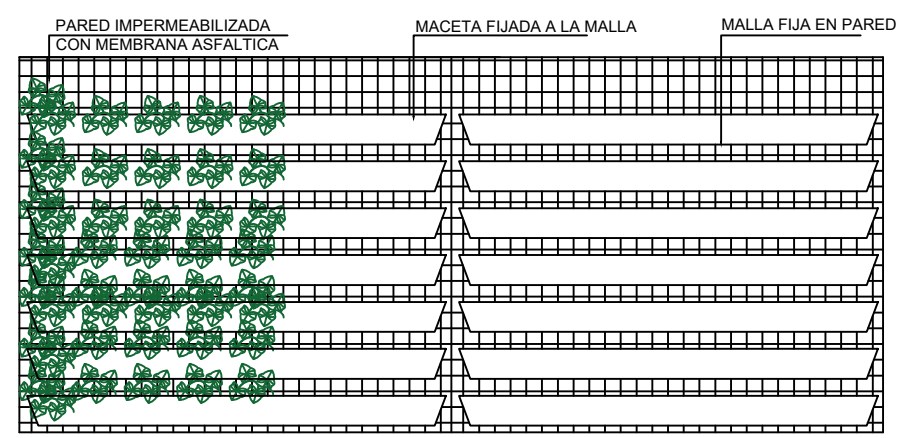 PARED IMPERMEABILIZADA
CON MEMBRANA ASFALTICA
MACETA FIJADA A LA MALLA
MALLA FIJA EN PARED